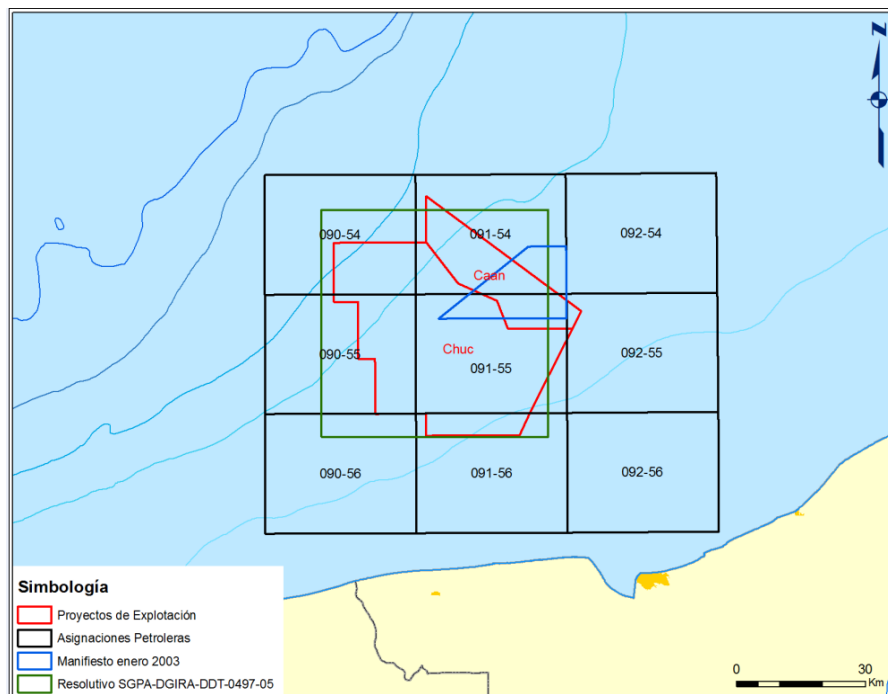 N
090-54
091-54
092-54
Caan
Chuc
090-55
091-55
092-55
090-56
091-56
092-56
Simbología
Proyectos de Explotación
Asignaciones Petroleras
Manifiesto enero 2003
Resolutivo SGPA-DGIRA-DDT-0497-05
0 30
Km